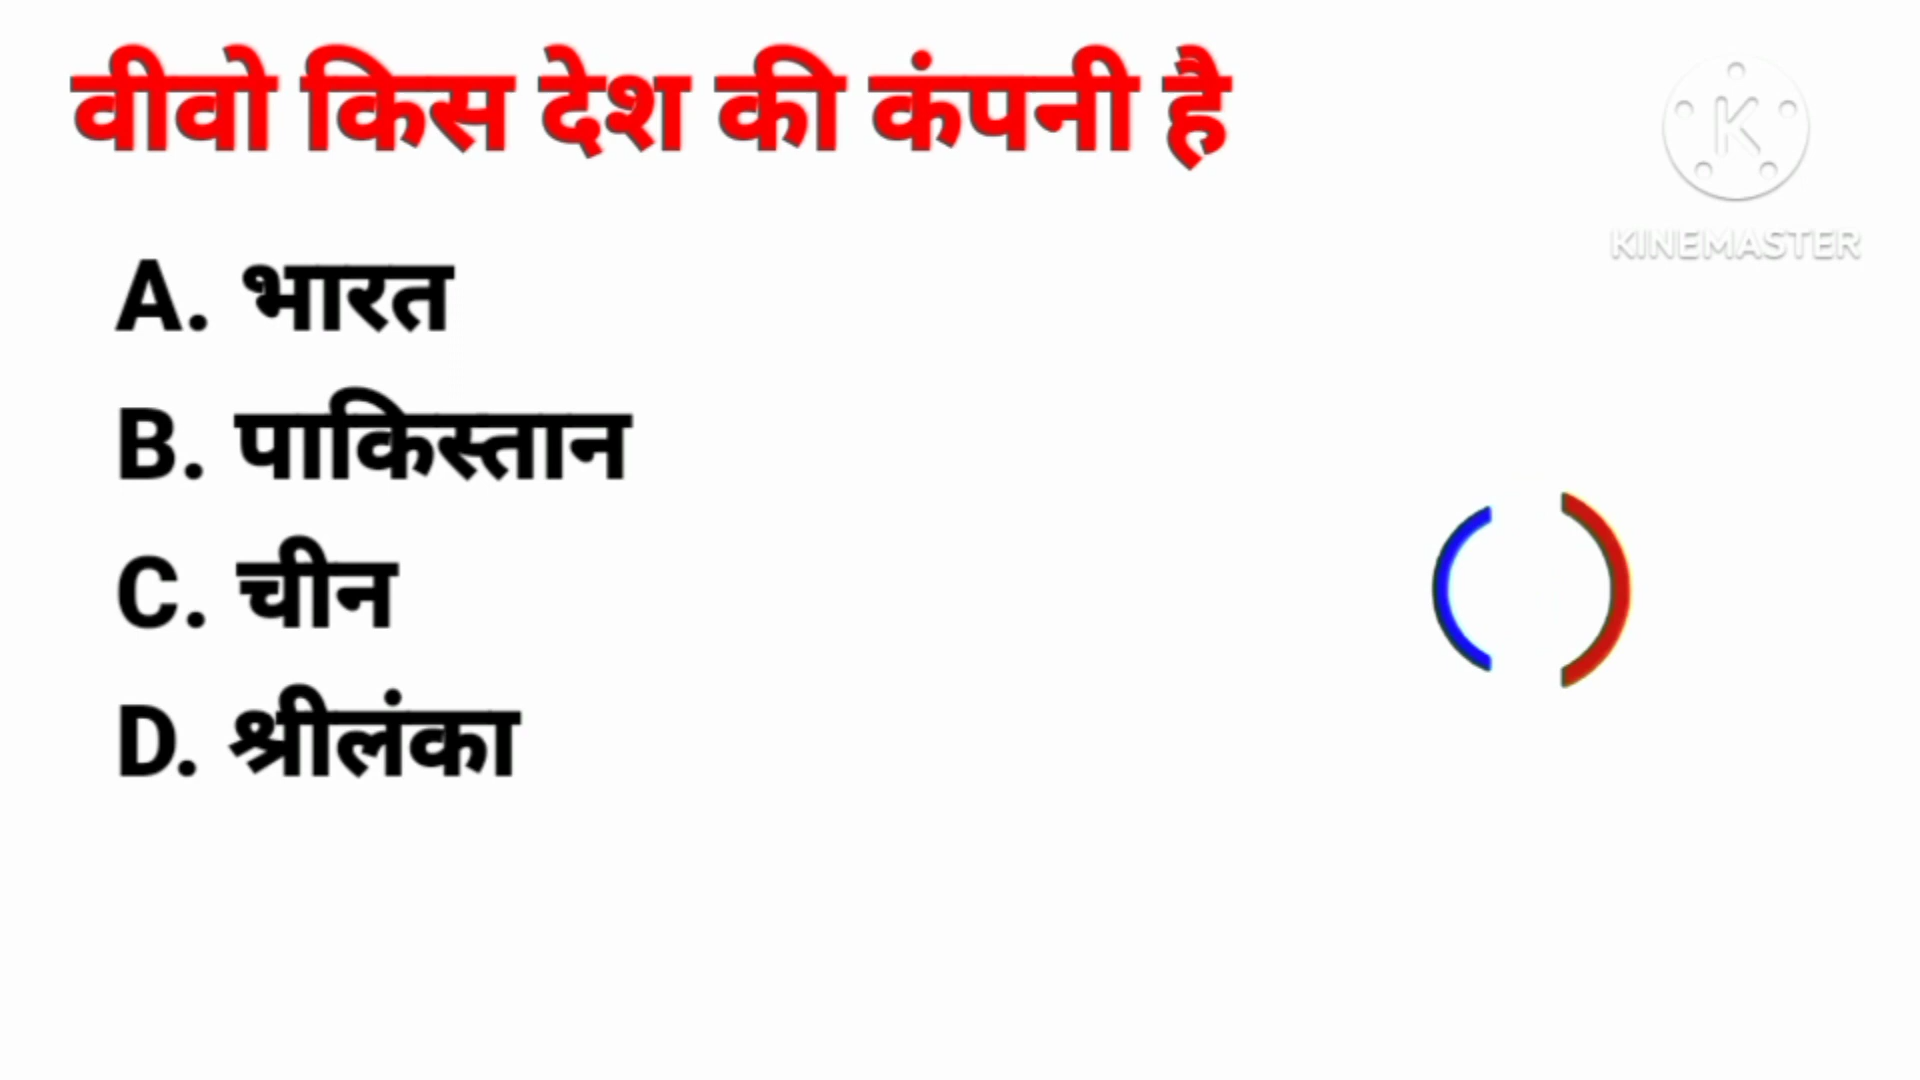 वीवो किस देश की कंपनी है
K
KINEMASTER
A. भारत
B. पाकिस्तान
C. चीन
D. श्रीलंका